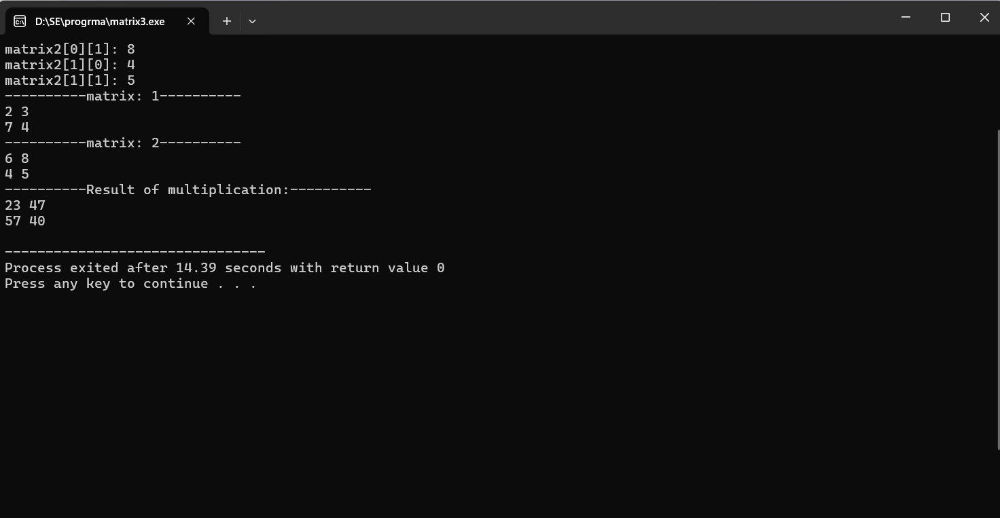 D:\SE\progrma\matrix3.exe
matrix2[0][1]: 8
matrix2[1][0]: 4
matrix2[1][1]: 5
----------matrix: 1----------
2 3
7 4
----------matrix: 2----------
6 8
4 5
----------Result of multiplication:----------
23 47
57 40
--------------------------------
Process exited after 14.39 seconds with return value 0
Press any key to continue . . .